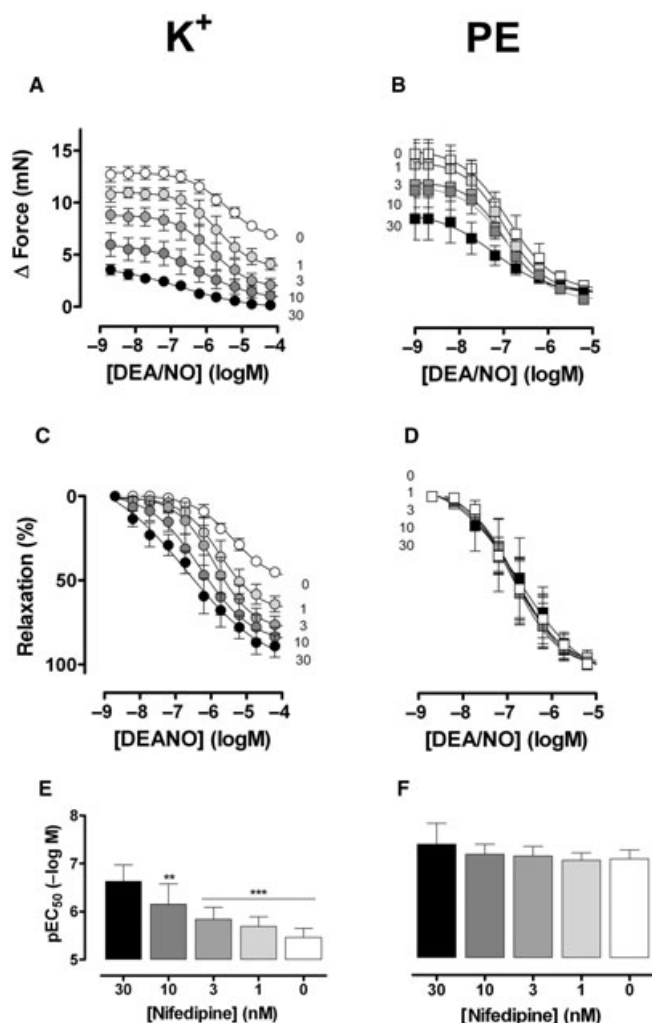 K+
PE
A
B
Δ Force (mN)
15
10
5
0
0
1
3
10
30
0
1
3
10
30
–9 –8 –7 –6 –5 –4
–9 –8 –7 –6 –5
[DEA/NO] (logM)
[DEA/NO] (logM)
C
D
Relaxation (%)
0
50
100
0
1
3
10
30
0
1
3
10
30
–9 –8 –7 –6 –5 –4
–9 –8 –7 –6 –5
[DEANO] (logM)
[DEA/NO] (logM)
E
F
pEC50 (–log M)
8
7
6
5
**
***
30 10 3 1 0
30 10 3 1 0
[Nifedipine] (nM)
[Nifedipine] (nM)